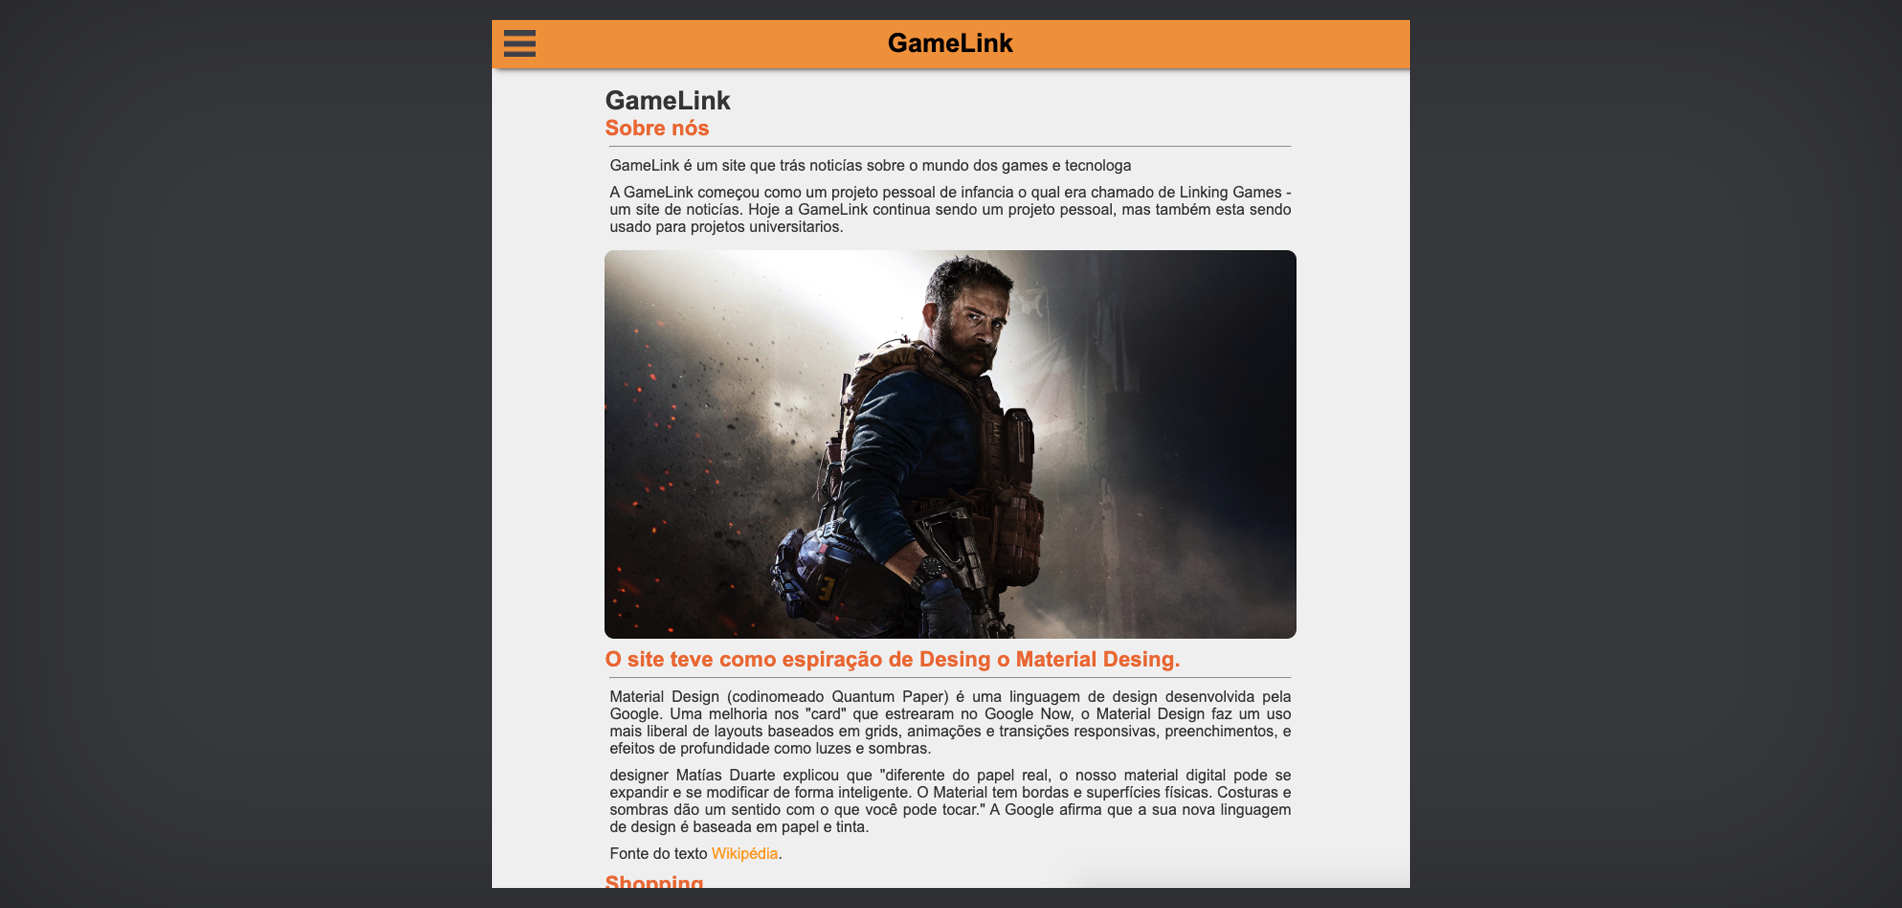 GameLink
GameLink
Sobre nós
GameLink é um site que trás noticías sobre o mundo dos games e tecnologa
A GameLink começou como um projeto pessoal de infancia o qual era chamado de Linking Games -
um site de noticías. Hoje a GameLink continua sendo um projeto pessoal, mas também esta sendo
usado para projetos universitarios.
3
O site teve como espiração de Desing o Material Desing.
Material Design (codinomeado Quantum Paper) é uma linguagem de design desenvolvida pela
Google. Uma melhoria nos "card" que estrearam no Google Now, o Material Design faz um uso
mais liberal de layouts baseados em grids, animações e transições responsivas, preenchimentos, e
efeitos de profundidade como luzes e sombras.
designer Matías Duarte explicou que "diferente do papel real, o nosso material digital pode se
expandir e se modificar de forma inteligente. O Material tem bordas e superfícies físicas. Costuras e
sombras dão um sentido com o que você pode tocar." A Google afirma que a sua nova linguagem
de design é baseada em papel e tinta.
Fonte do texto Wikipédia.
Shopping